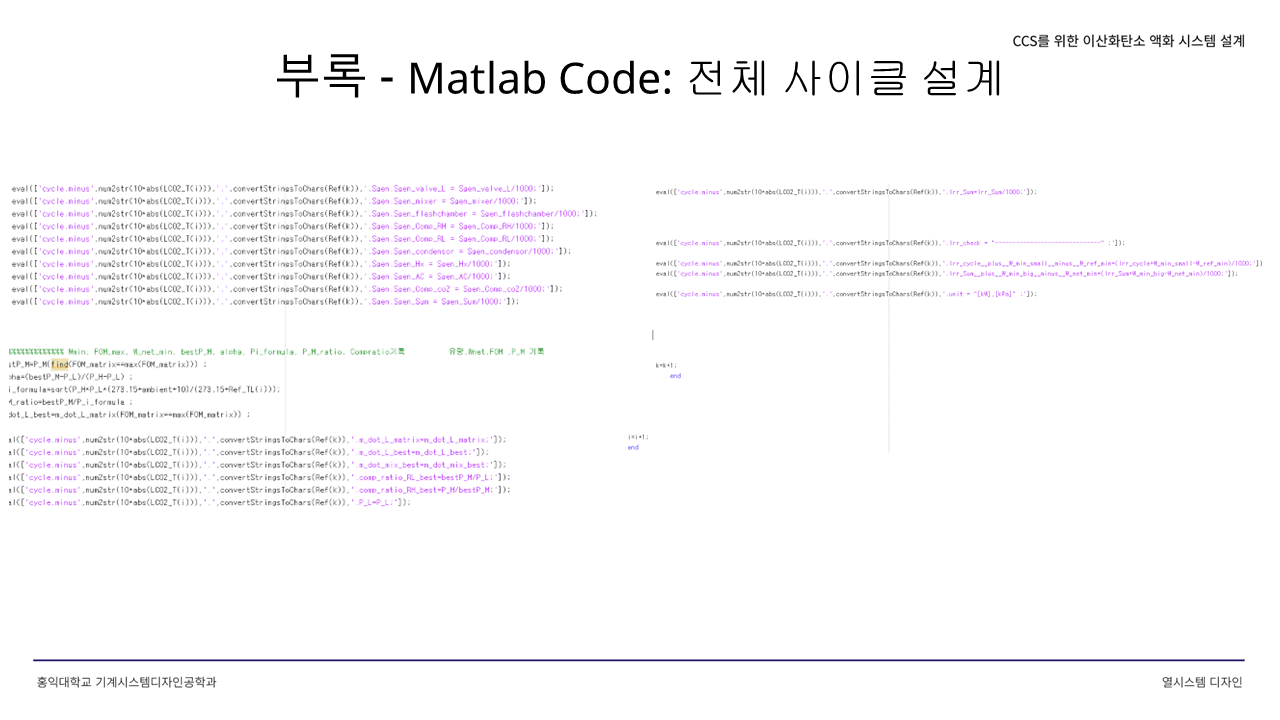 CCS를 위한 이산화탄소 액화 시스템 설계
부록 - Matlab Code: 전체 사이클 설계
eval(['cycle.minus',num2str(10*abs(LCO2_T(i))),'.',convertStringsToChars(Ref(k)),'.Sgen.Sgen_valve_L = Sgen_valve_L/1000;']);
eval(['cycle.minus',num2str(10*abs(LCO2_T(i))),'.',convertStringsToChars(Ref(k)),'.Sgen.Sgen_mixer = Sgen_mixer/1000;']);
eval(['cycle.minus',num2str(10*abs(LCO2_T(i))),'.',convertStringsToChars(Ref(k)),'.Sgen.Sgen_flashchamber = Sgen_flashchamber/1000;']);
eval(['cycle.minus',num2str(10*abs(LCO2_T(i))),'.',convertStringsToChars(Ref(k)),'.Sgen.Sgen_Comp_RH = Sgen_Comp_RH/1000;']);
eval(['cycle.minus',num2str(10*abs(LCO2_T(i))),'.',convertStringsToChars(Ref(k)),'.Sgen.Sgen_Comp_RL = Sgen_Comp_RL/1000;']);
eval(['cycle.minus',num2str(10*abs(LCO2_T(i))),'.',convertStringsToChars(Ref(k)),'.Sgen.Sgen_condensor = Sgen_condensor/1000;']);
eval(['cycle.minus',num2str(10*abs(LCO2_T(i))),'.',convertStringsToChars(Ref(k)),'.Sgen.Sgen_Hx = Sgen_Hx/1000;']);
eval(['cycle.minus',num2str(10*abs(LCO2_T(i))),'.',convertStringsToChars(Ref(k)),'.Sgen.Sgen_AC = Sgen_AC/1000;']);
eval(['cycle.minus',num2str(10*abs(LCO2_T(i))),'.',convertStringsToChars(Ref(k)),'.Sgen.Sgen_Comp_co2 = Sgen_Comp_co2/1000;']);
eval(['cycle.minus',num2str(10*abs(LCO2_T(i))),'.',convertStringsToChars(Ref(k)),'.Sgen.Sgen_Sum = Sgen_Sum/1000;']);
%%%%%%%%%%%%% Wmin, FOM_max, W_net_min, bestP_M, alpha, Pi_formula, P_M_ratio, Compratio기록 유량,Wnet,FOM ,P_M 기록
stP_M=P_M(find(FOM_matrix==max(FOM_matrix))) ;
pha=(bestP_M-P_L)/(P_H-P_L) ;
i_formula=sqrt(P_H*P_L*(273.15+ambient+10)/(273.15+Ref_TL(i)));
M_ratio=bestP_M/P_i_formula ;
dot_L_best=m_dot_L_matrix(FOM_matrix==max(FOM_matrix)) ;
al(['cycle.minus',num2str(10*abs(LCO2_T(i))),'.',convertStringsToChars(Ref(k)),'.m_dot_L_matrix=m_dot_L_matrix;']);
al(['cycle.minus',num2str(10*abs(LCO2_T(i))),'.',convertStringsToChars(Ref(k)),'.m_dot_L_best=m_dot_L_best;']);
al(['cycle.minus',num2str(10*abs(LCO2_T(i))),'.',convertStringsToChars(Ref(k)),'.m_dot_mix_best=m_dot_mix_best;']);
al(['cycle.minus',num2str(10*abs(LCO2_T(i))),'.',convertStringsToChars(Ref(k)),'.comp_ratio_RL_best=bestP_M/P_L;']);
al(['cycle.minus',num2str(10*abs(LCO2_T(i))),'.',convertStringsToChars(Ref(k)),'.comp_ratio_RH_best=P_H/bestP_M;']);
al(['cycle.minus',num2str(10*abs(LCO2_T(i))),'.',convertStringsToChars(Ref(k)),'.P_L=P_L;']);
eval(['cycle.minus',num2str(10*abs(LCO2_T(i))),'.',convertStringsToChars(Ref(k)),'.Irr_Sum=Irr_Sum/1000;']);
eval(['cycle.minus',num2str(10*abs(LCO2_T(i))),'.',convertStringsToChars(Ref(k)),'.Irr_check = "------------------------------" ;']);
eval(['cycle.minus',num2str(10*abs(LCO2_T(i))),'.',convertStringsToChars(Ref(k)),'.Irr_cycle__plus__W_min_small__minus__W_ref_min=(Irr_cycle+W_min_small-W_ref_min)/1000;'])
eval(['cycle.minus',num2str(10*abs(LCO2_T(i))),'.',convertStringsToChars(Ref(k)),'.Irr_Sum__plus__W_min_big__minus__W_net_min=(Irr_Sum+W_min_big-W_net_min)/1000;']);
eval(['cycle.minus',num2str(10*abs(LCO2_T(i))),'.',convertStringsToChars(Ref(k)),'.unit = "[kW],[kPa]" ;']);
k=k+1;
end
i=i+1;
end
홍익대학교 기계시스템디자인공학과
열시스템 디자인